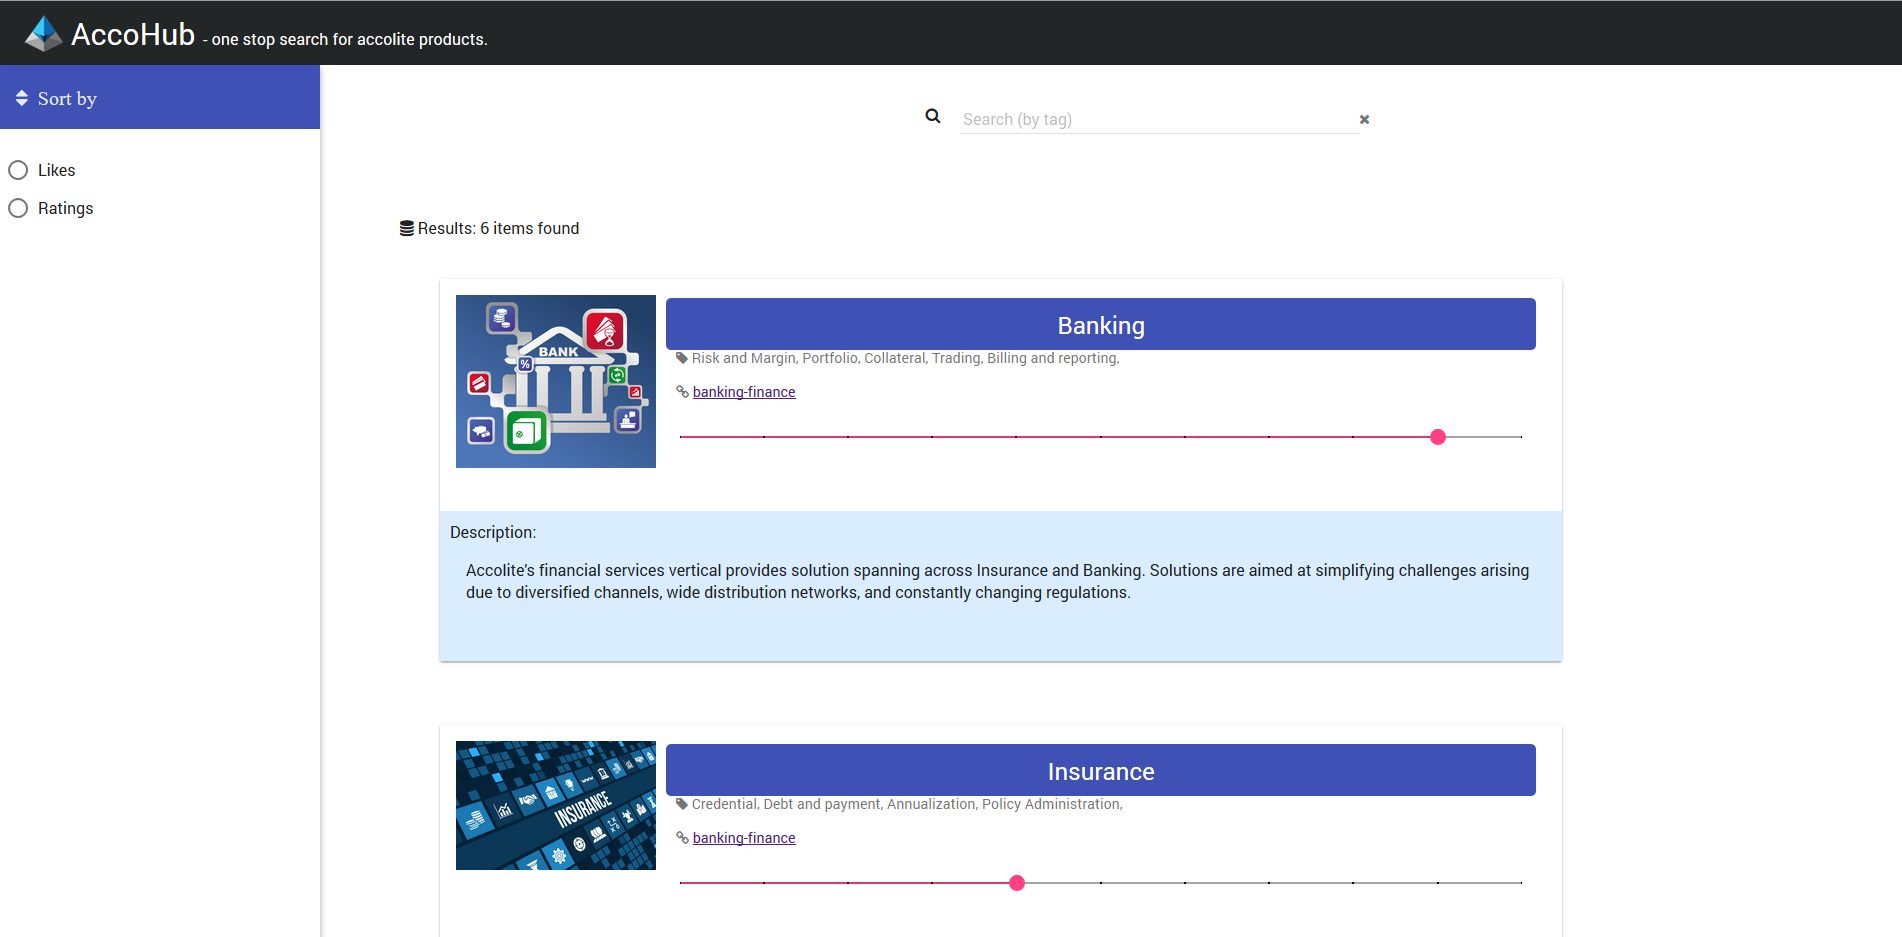 AccoHub - one stop search for accolite products.
Sort by
Likes
Ratings
Search (by tag)
Results: 6 items found
BANK
%
Banking
Risk and Margin, Portfolio, Collateral, Trading, Billing and reporting,
banking-finance
Description:
Accolite's financial services vertical provides solution spanning across Insurance and Banking. Solutions are aimed at simplifying challenges arising
due to diversified channels, wide distribution networks, and constantly changing regulations.
INSURANCE
Insurance
Credential, Debt and payment, Annualization, Policy Administration,
banking-finance